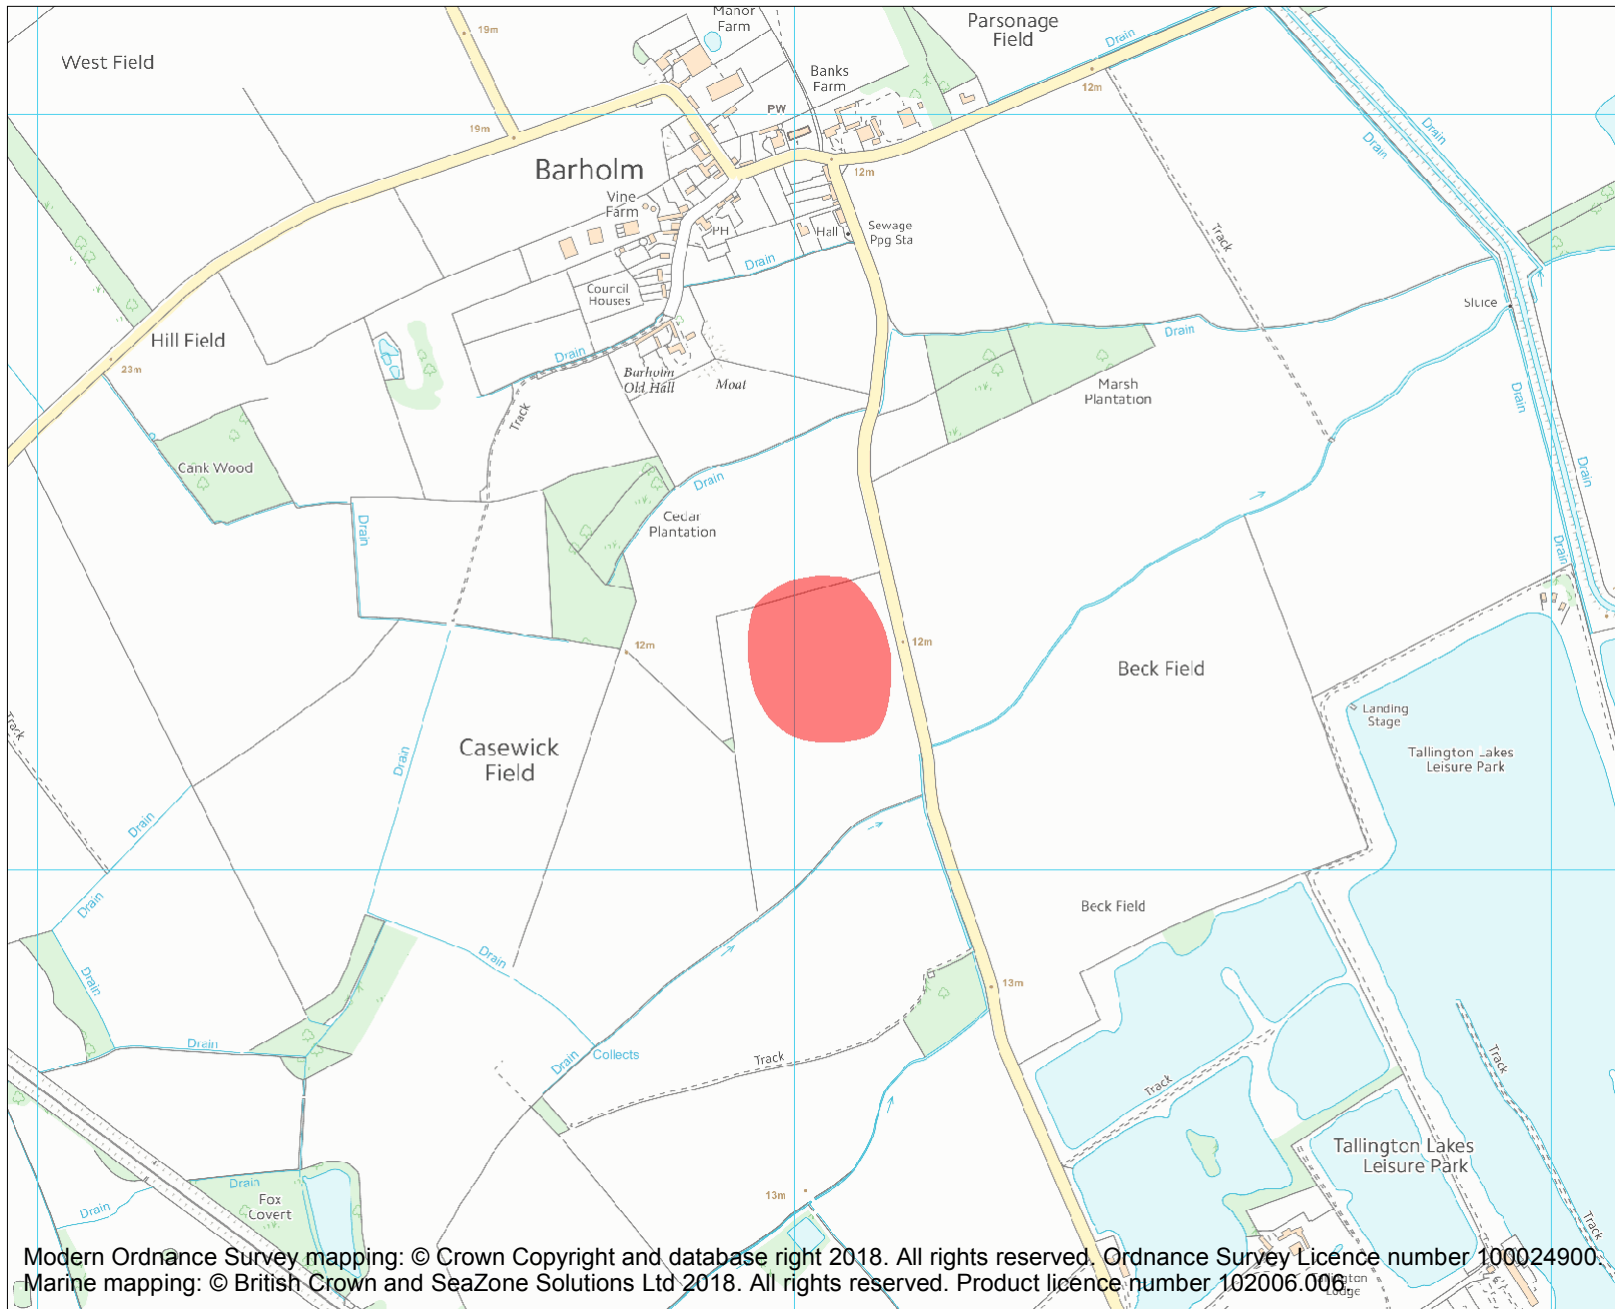 Manor
Farm
Parsonage
Field
19m
West Field
Drain
Banks
Farm
12m
PW
19m
Drain
Drain
Barholm
12m
Vine
Farm
PH
Hall
Sewage
Ppg Sta
Track
Drain
Council
Houses
Sluice
Hill Field
Drain
Drain
23m
Barholm
Old Hall
Moat
Marsh
Plantation
Drain
Track
Cank Wood
Drain
Drain
Drain
Cedar
Plantation
Drain
12m
12m
Beck Field
Landing
Stage
Track
Casewick
Field
Drain
Tallington Lakes
Leisure Park
Drain
Drain
Beck Field
Drain
Drain
13m
Drain
Drain
Collects
Track
Track
Track
Tallington Lakes
Leisure Park
Drain
Drain
Fox
Covert
13m
Track
Modern Ordnance Survey mapping: © Crown Copyright and database right 2018. All rights reserved. Ordnance Survey Licence number 100024900.
Marine mapping: © British Crown and SeaZone Solutions Ltd 2018. All rights reserved. Product licence number 102006.006.
Lodge